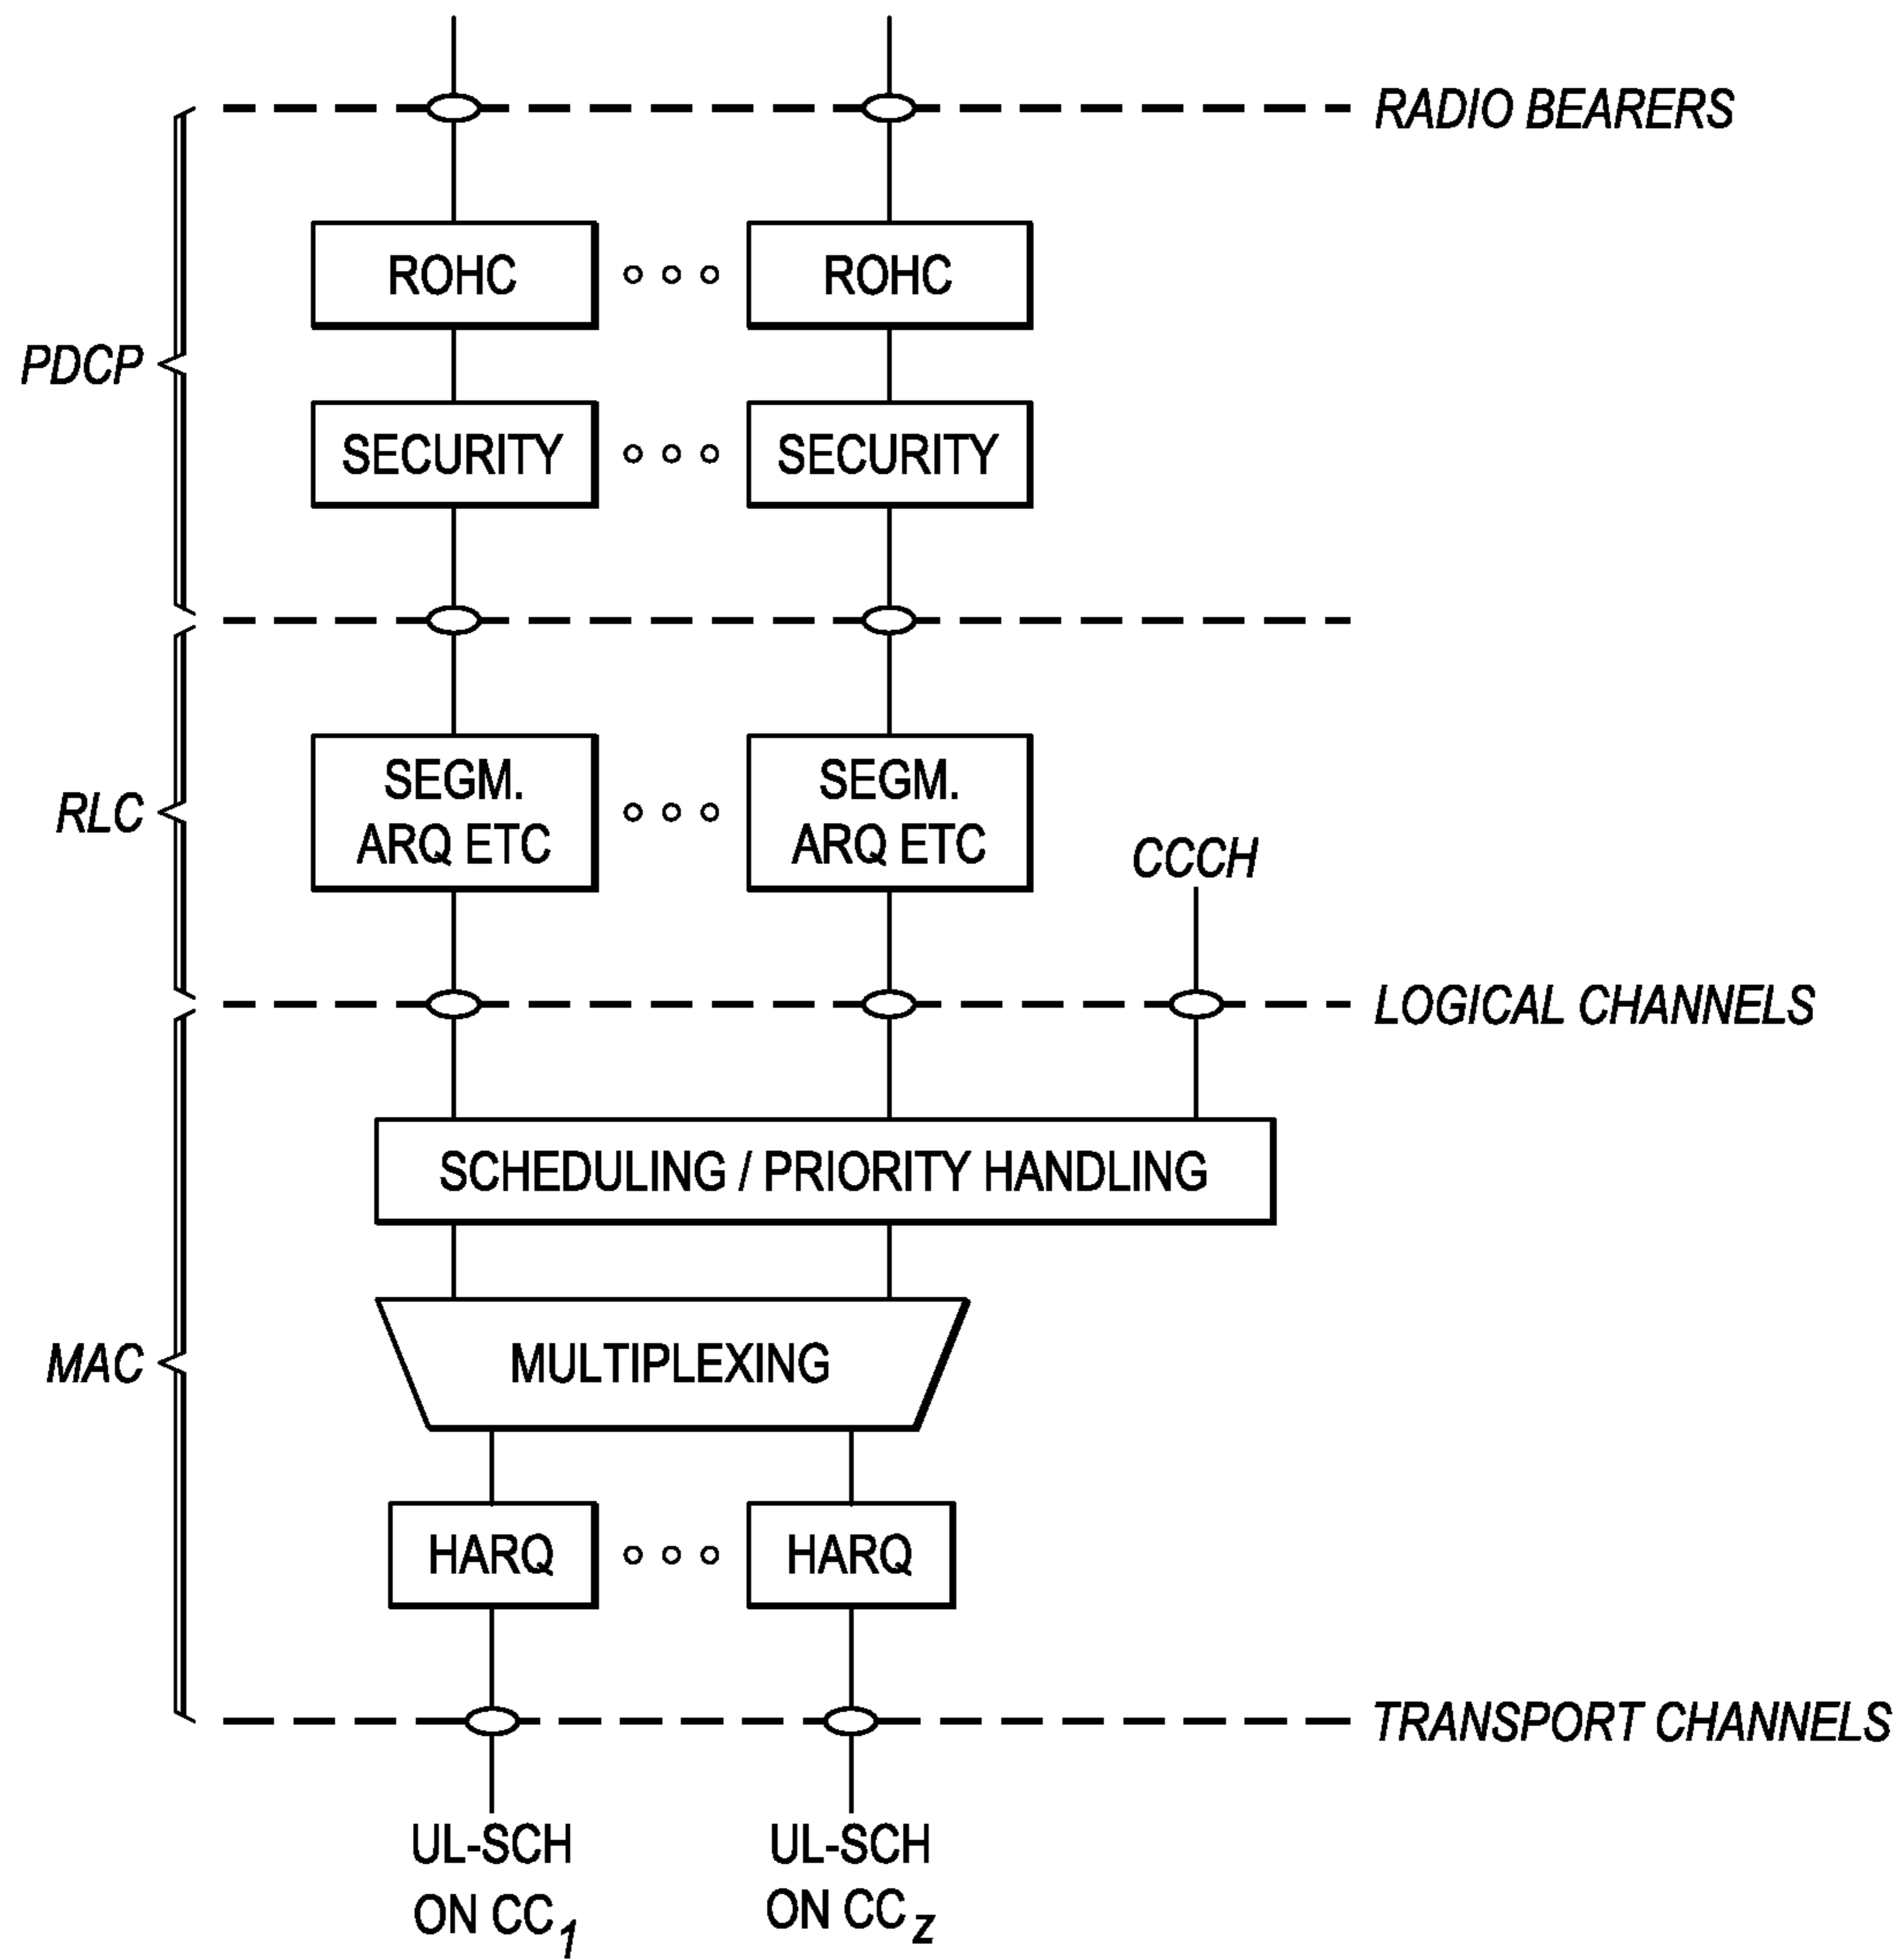 RADIO BEARERS
ROHC
ROHC
PDCP
SECURITY
SECURITY
SEGM.
ARQ ETC
SEGM.
ARQ ETC
RLC
CCCH
LOGICAL CHANNELS
SCHEDULING / PRIORITY HANDLING
MULTIPLEXING
MAC
HARQ
HARQ
TRANSPORT CHANNELS
UL-SCH
ON CC1
UL-SCH
ON CCz